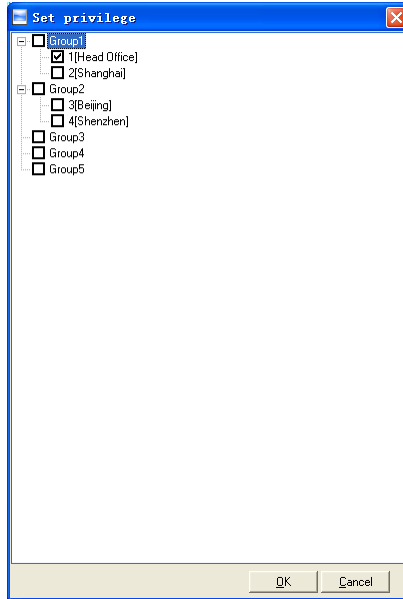 Set privilege
Group1
1[Head Office]
2[Shanghai]
Group2
3[Beijing]
4[Shenzhen]
Group3
Group4
Group5
OK
Cancel